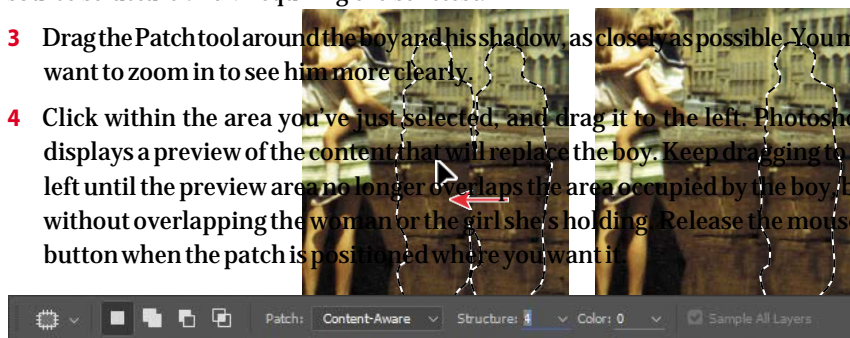 3 Drag the Patch tool around the boy and his shadow, as closely as possible. You m
want to zoom in to see him more clearly.
4 Click within the area you've just selected, and drag it to the left. Photosho
displays a preview of the content that will replace the boy. Keep dragging to
left until the preview area no longer overlaps the area occupied by the boy, b
without overlapping the woman or the girl she's holding. Release the mouse
button when the patch is positioned where you want it.
Patch: Content-Aware Structure: 4 Color: 0 Sample All Layers